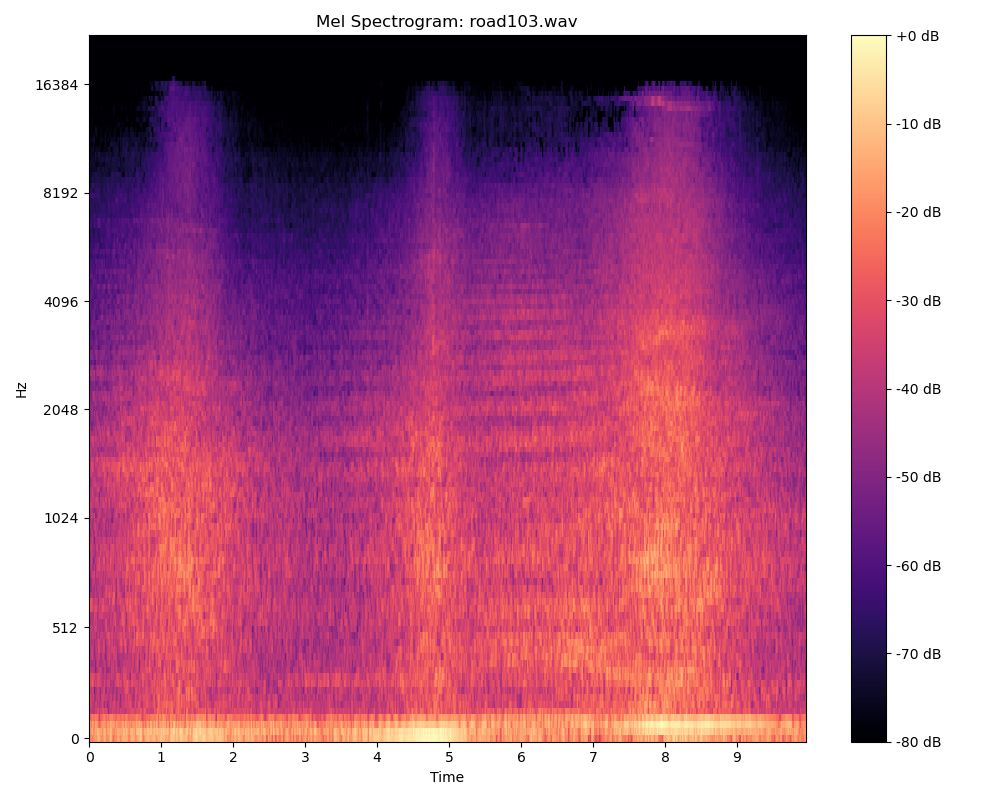 Mel Spectrogram: road103.wav
+0 dB
16384
-10 dB
8192
-20 dB
4096
-30 dB
Hz
2048
-40 dB
-50 dB
1024
-60 dB
512
-70 dB
0
-80 dB
0 1 2 3 4 5 6 7 8 9
Time